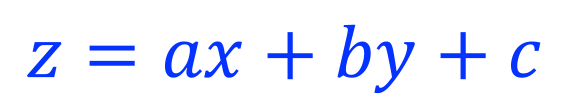 z = ax + by + c